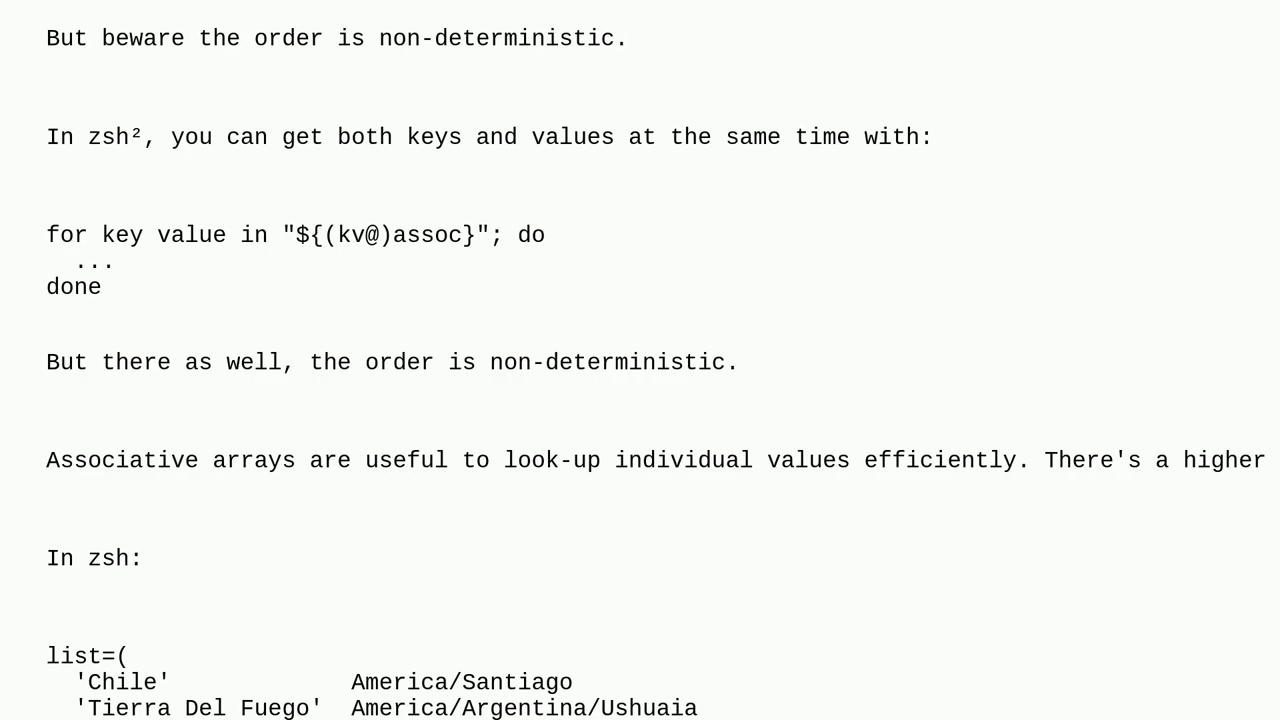 But beware the order is non-deterministic.
In zsh², you can get both keys and values at the same time with:
for key value in "${(kv@)assoc}"; do
  ...
done
But there as well, the order is non-deterministic.
Associative arrays are useful to look-up individual values efficiently. There's a higher
In zsh:
list=(
  'Chile'             America/Santiago
  'Tierra Del Fuego'  America/Argentina/Ushuaia